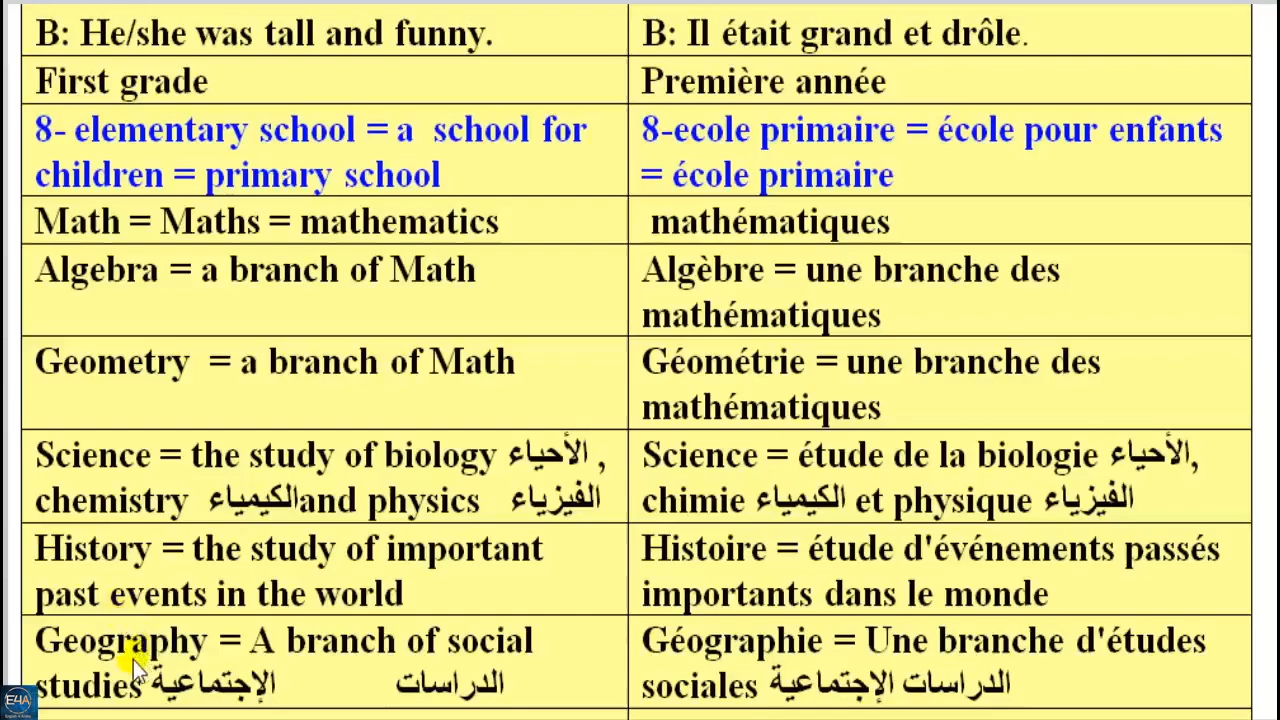 B: He/she was tall and funny.
B: Il était grand et drôle.
First grade
Première année
8- elementary school = a school for
children = primary school
8-ecole primaire = école pour enfants
= école primaire
Math = Maths = mathematics
mathématiques
Algebra = a branch of Math
Algèbre = une branche des
mathématiques
Geometry = a branch of Math
Géométrie = une branche des
mathématiques
Science = the study of biology الأحياء ,
chemistry الكيمياء and physics الفيزياء
Science = étude de la biologie الأحياء,
chimie الكيمياء et physique الفيزياء
History = the study of important
past events in the world
Histoire = étude d'événements passés
importants dans le monde
Geography = A branch of social
studies الإجتماعية الدراسات
Géographie = Une branche d'études
sociales الدراسات الإجتماعية
E4A